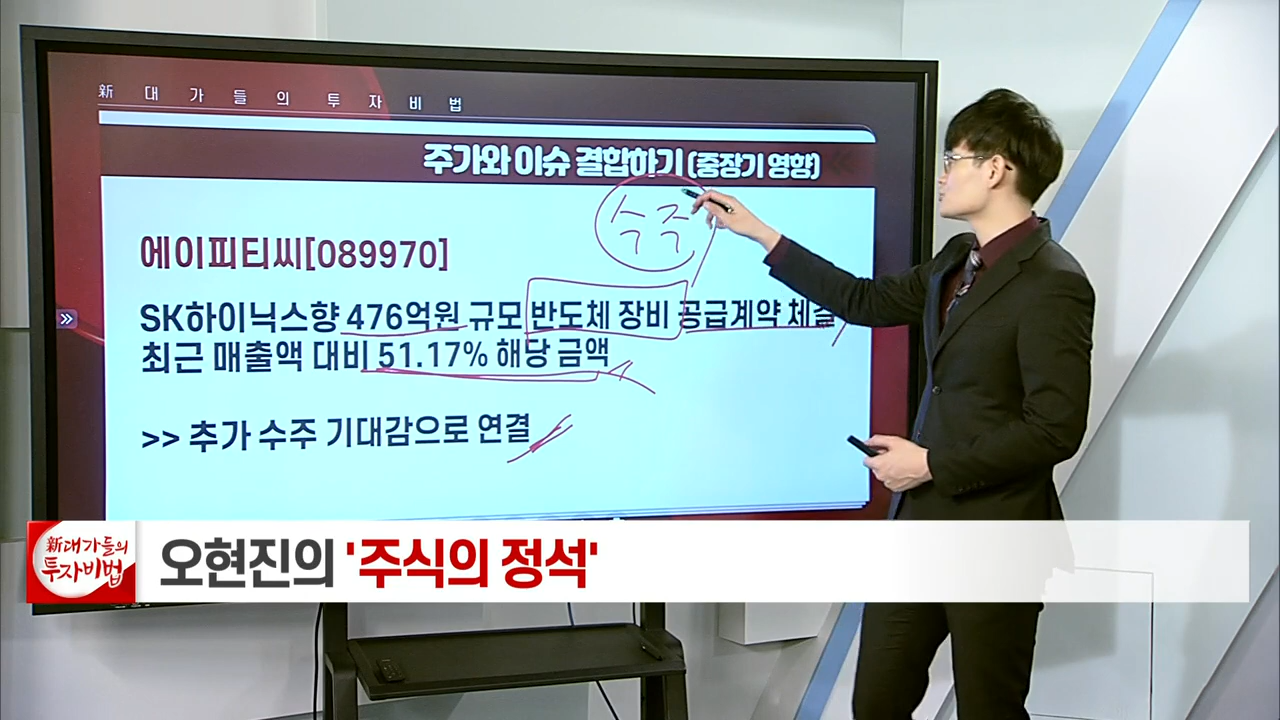 新 대 가 들 의 투 자 비 법
주가와 이슈 결합하기 (중장기 영향)
수주
에이피티씨[089970]
SK하이닉스향 476억원 규모 반도체 장비 공급계약 체결
최근 매출액 대비 51.17% 해당 금액
>> 추가 수주 기대감으로 연결
新대가들의
투자비법
오현진의 '주식의 정석'